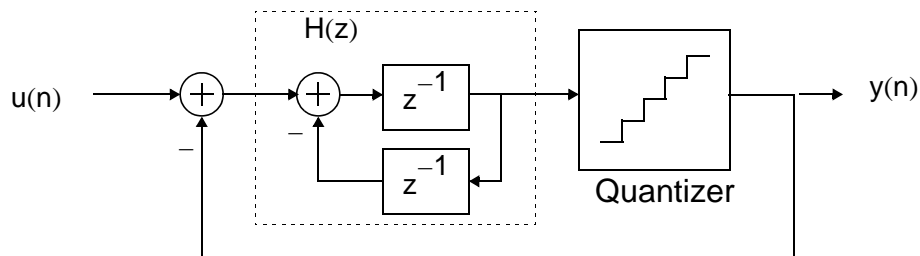 H(z)
u(n)
+
+
z⁻¹
y(n)
−
−
z⁻¹
Quantizer